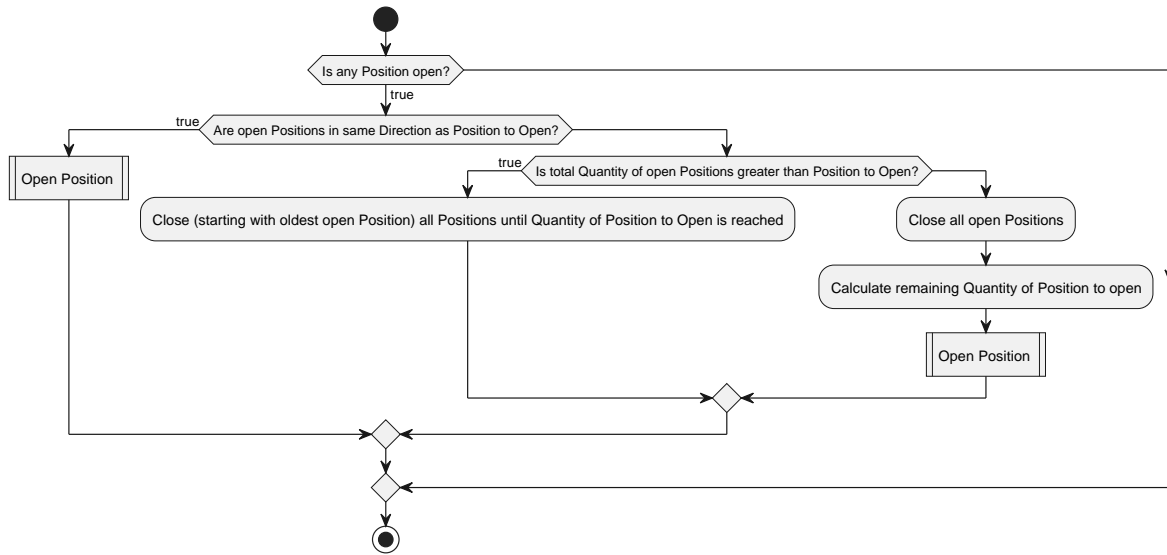 Is any Position open?
true
true
Are open Positions in same Direction as Position to Open?
Open Position
true
Is total Quantity of open Positions greater than Position to Open?
Close (starting with oldest open Position) all Positions until Quantity of Position to Open is reached
Close all open Positions
Calculate remaining Quantity of Position to open
Open Position